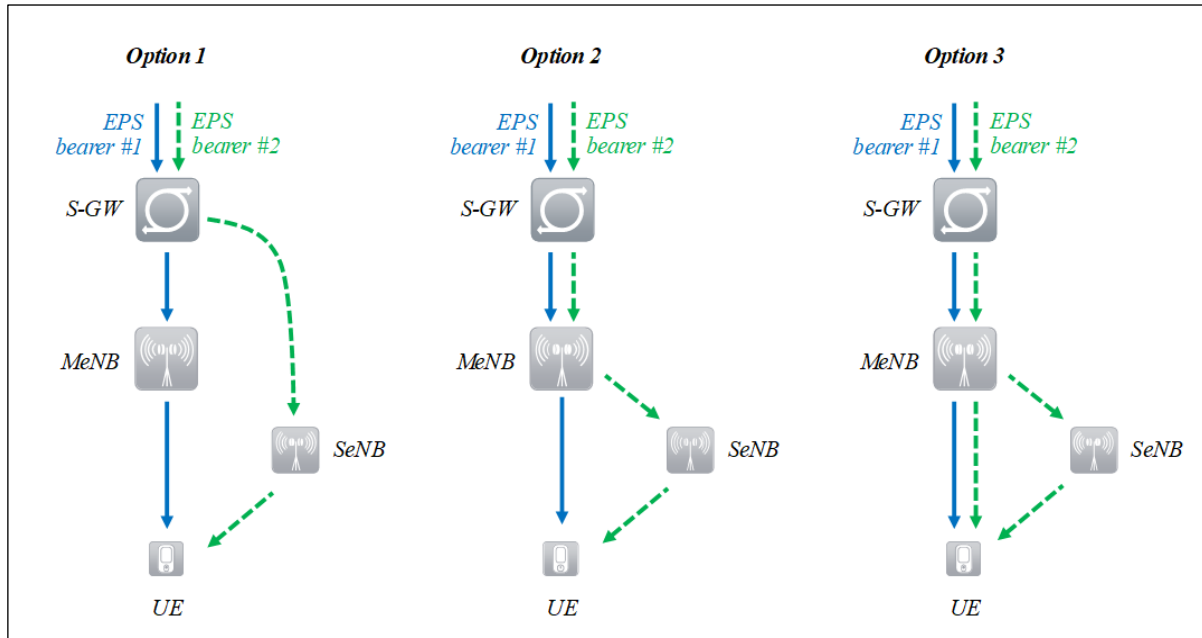 Option 1
EPS
bearer #1
EPS
bearer #2
S-GW
MeNB
SeNB
UE
Option 2
EPS
bearer #1
EPS
bearer #2
S-GW
MeNB
SeNB
UE
Option 3
EPS
bearer #1
EPS
bearer #2
S-GW
MeNB
SeNB
UE